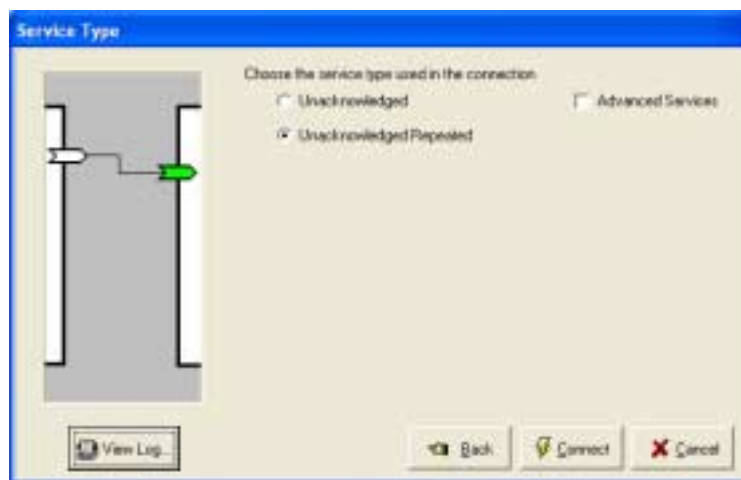 Service Type
Choose the service type used in the connection
Unacknowledged
Advanced Services
Unacknowledged Repeated
View Log...
Back
Connect
Cancel